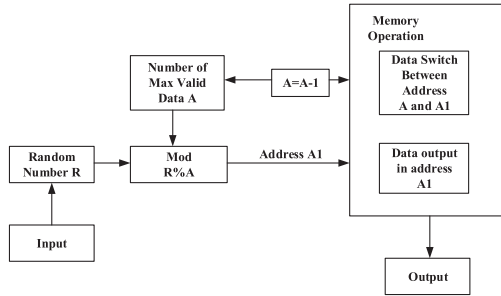 Memory
Operation
Number of
Max Valid
Data A
A=A-1
Data Switch
Between
Address
A and A1
Random
Number R
Mod
R%A
Address A1
Data output
in address
A1
Input
Output